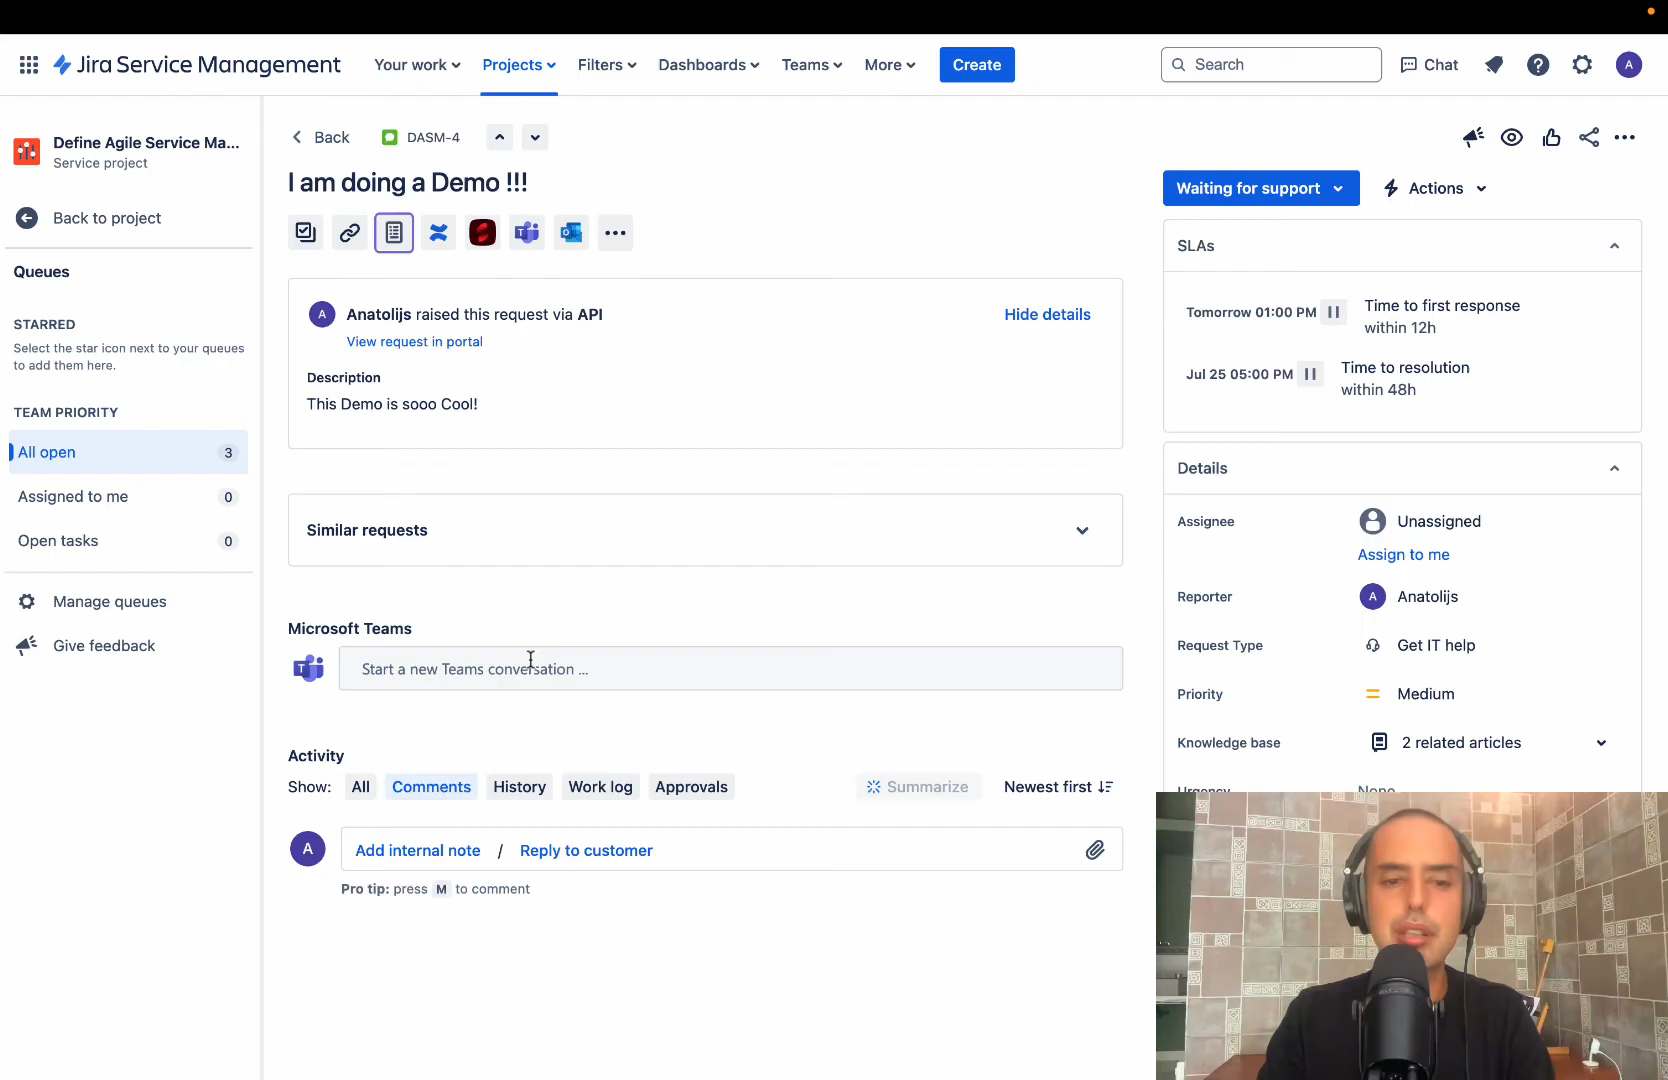 Jira Service Management
Your work
Projects
Filters
Dashboards
Teams
More
Create
Search
Chat
A
Define Agile Service Ma...
Service project
Back to project
Queues
STARRED
Select the star icon next to your queues
to add them here.
TEAM PRIORITY
All open 3
Assigned to me 0
Open tasks 0
Manage queues
Give feedback
Back
DASM-4
I am doing a Demo !!!
A
Anatolijs raised this request via API
Hide details
View request in portal
Description
This Demo is sooo Cool!
Similar requests
Microsoft Teams
Start a new Teams conversation ...
Activity
Show: All Comments History Work log Approvals
Summarize
Newest first
A
Add internal note / Reply to customer
Pro tip: press M to comment
Waiting for support
Actions
SLAs
Tomorrow 01:00 PM
Time to first response
within 12h
Jul 25 05:00 PM
Time to resolution
within 48h
Details
Assignee
Unassigned
Assign to me
Reporter
A
Anatolijs
Request Type
Get IT help
Priority
Medium
Knowledge base
2 related articles
Urgency
None